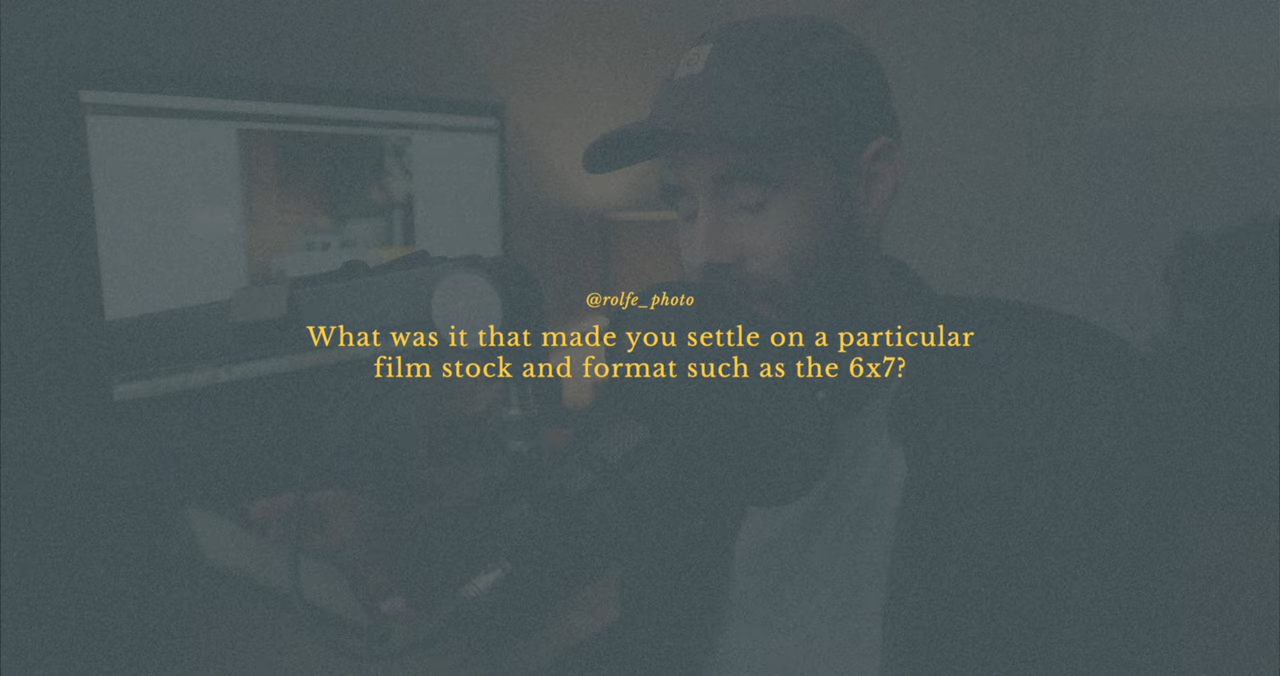 @rolfe_photo
What was it that made you settle on a particular
film stock and format such as the 6x7?